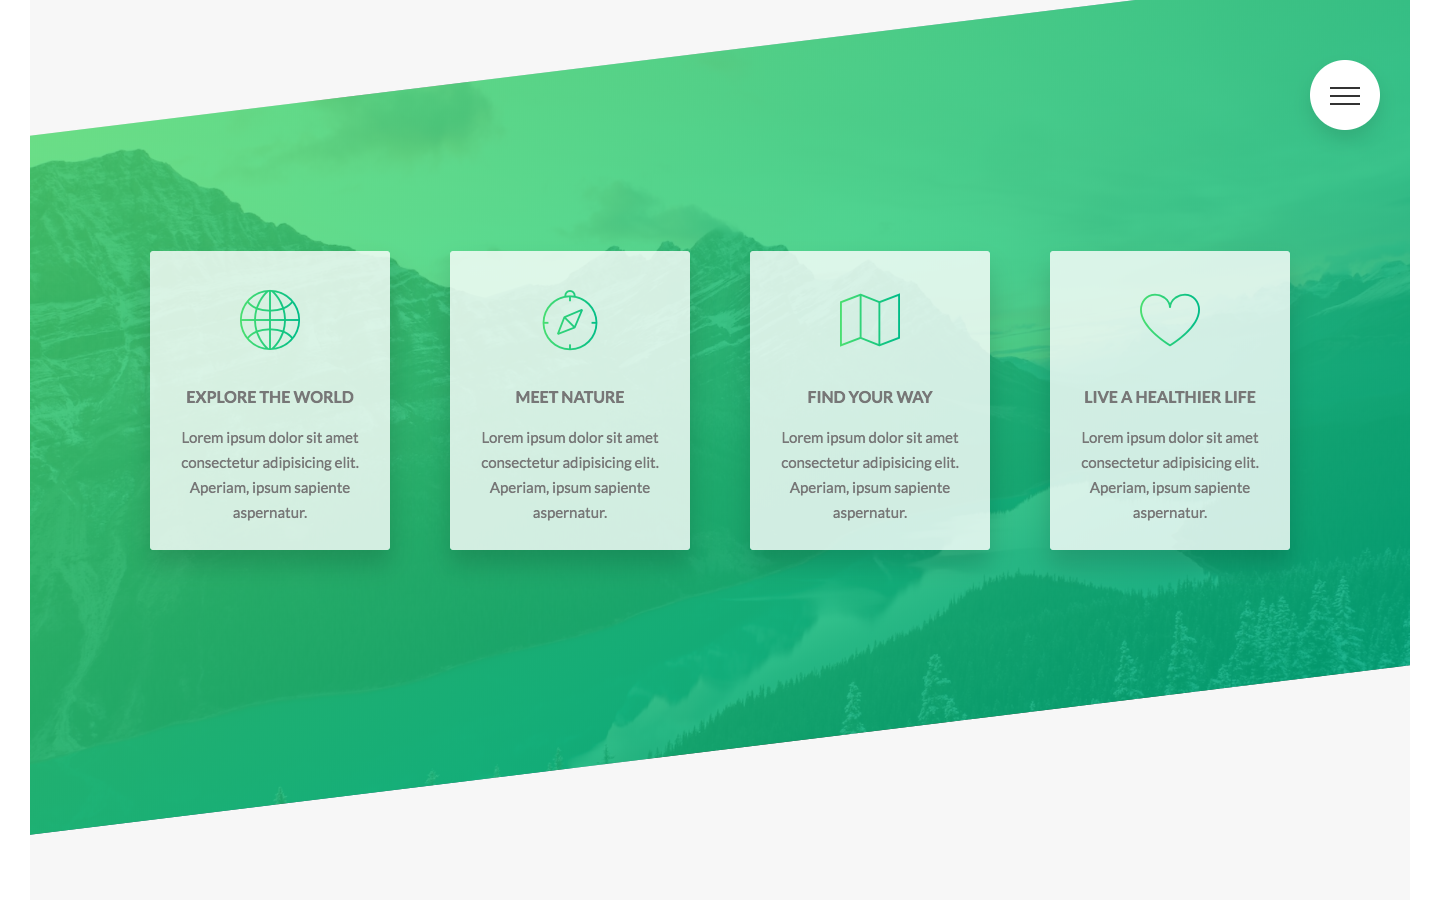 EXPLORE THE WORLD
Lorem ipsum dolor sit amet
consectetur adipisicing elit.
Aperiam, ipsum sapiente
aspernatur.
MEET NATURE
Lorem ipsum dolor sit amet
consectetur adipisicing elit.
Aperiam, ipsum sapiente
aspernatur.
FIND YOUR WAY
Lorem ipsum dolor sit amet
consectetur adipisicing elit.
Aperiam, ipsum sapiente
aspernatur.
LIVE A HEALTHIER LIFE
Lorem ipsum dolor sit amet
consectetur adipisicing elit.
Aperiam, ipsum sapiente
aspernatur.